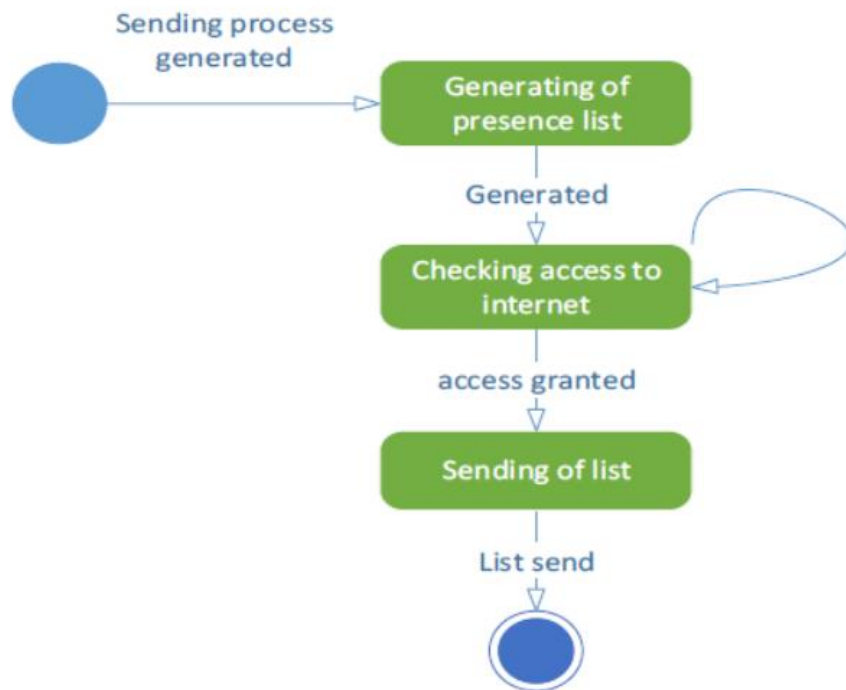 Sending process
generated
Generating of
presence list
Generated
Checking access to
internet
access granted
Sending of list
List send